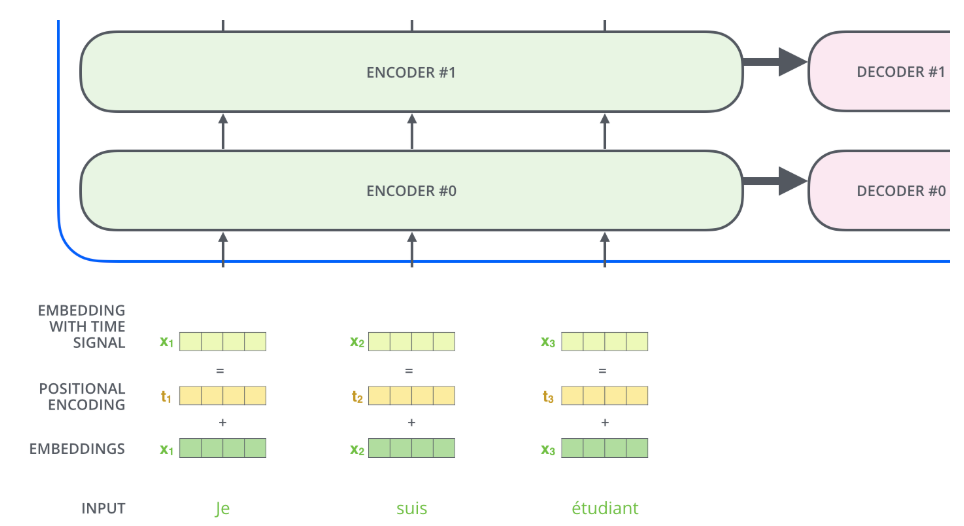 ENCODER #1
DECODER #1
ENCODER #0
DECODER #0
EMBEDDING
WITH TIME
SIGNAL
x₁ x₂ x₃
= = =
POSITIONAL
ENCODING
t₁ t₂ t₃
+ + +
EMBEDDINGS
x₁ x₂ x₃
INPUT
Je suis étudiant